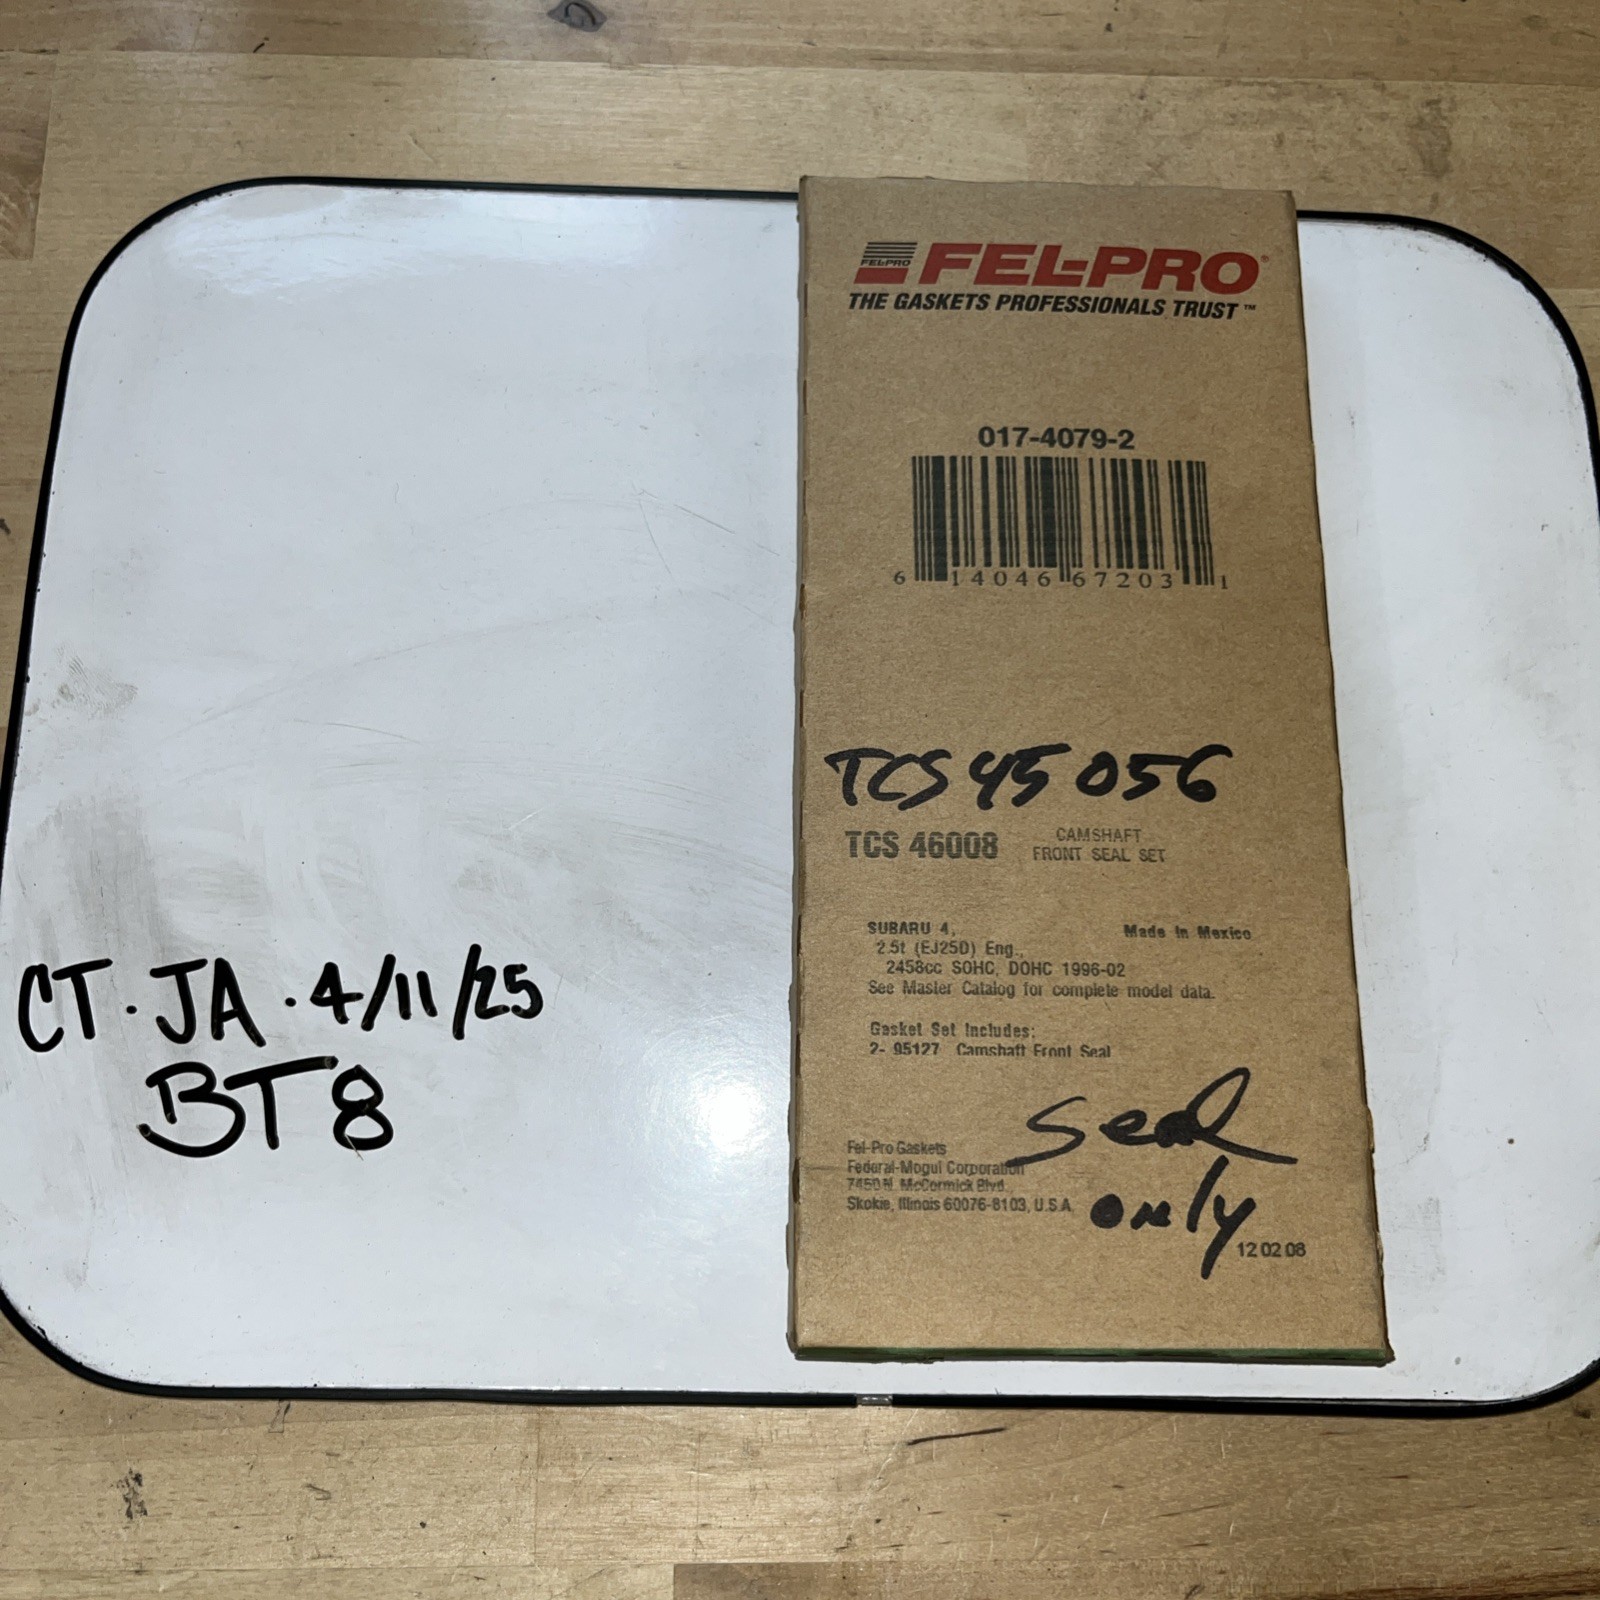 FEL-PRO
FEL-PRO®
THE GASKETS PROFESSIONALS TRUST™
017-4079-2
6 14046 67203 1
TCS 45056
TCS 46008
CAMSHAFT
FRONT SEAL SET
SUBARU 4,
Made in Mexico
2.5t (EJ25D) Eng.,
2458cc SOHC, DOHC 1996-02
See Master Catalog for complete model data.
Gasket Set Includes:
2- 95127 Camshaft Front Seal
Seal
only
Fel-Pro Gaskets
Federal-Mogul Corporation
7450 N. McCormick Blvd.
Skokie, Illinois 60076-8103, U.S.A.
12 02 08
CT · JA · 4/11/25
BT8